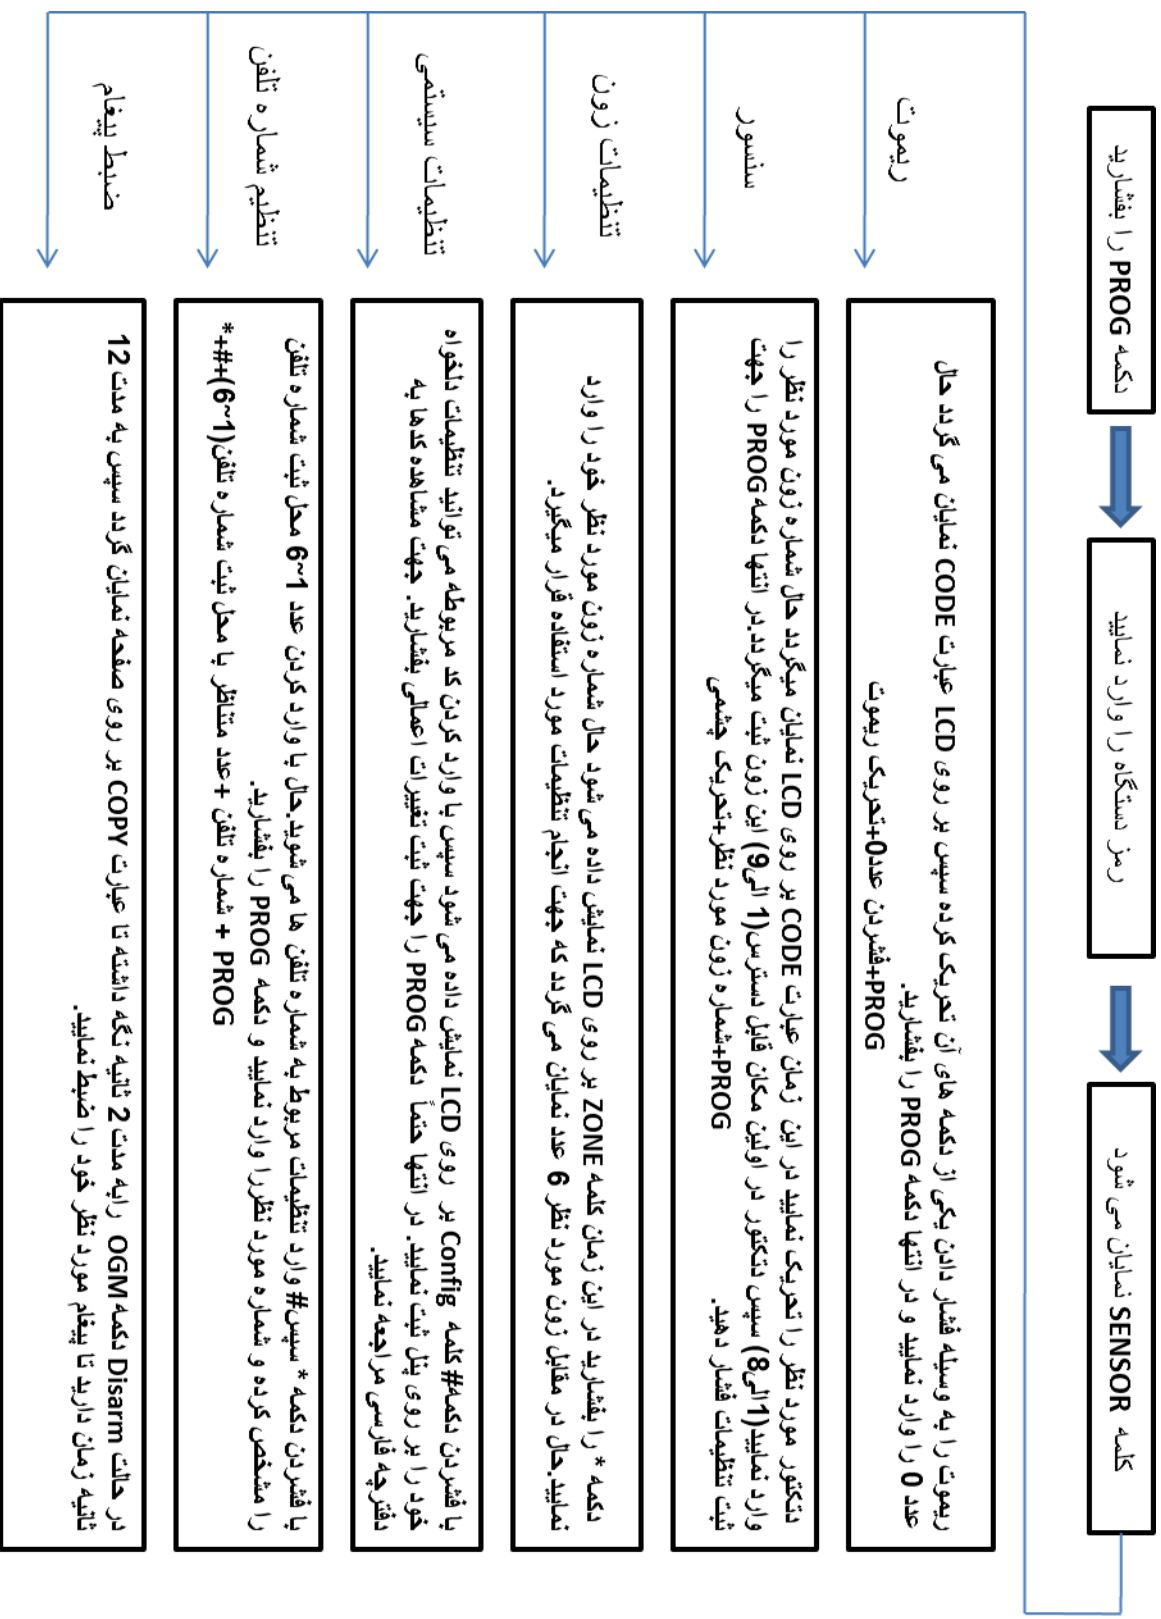 دکمه PROG را بفشارید
رمز دستگاه را وارد نمایید
کلمه SENSOR نمایان می شود
ریموت
ریموت را به وسیله فشار دادن یکی از دکمه های آن تحریک کرده سپس بر روی LCD عبارت CODE نمایان می گردد حال
عدد 0 را وارد نمایید و در انتها دکمه PROG را بفشارید.
PROG+فشردن عدد0+تحریک ریموت
سنسور
دتکتور مورد نظر را تحریک نمایید در این زمان عبارت CODE بر روی LCD نمایان میگردد حال شماره زون مورد نظر را
وارد نمایید(1الی8) سپس دتکتور در اولین مکان قابل دسترس(1 الی9) این زون ثبت میگردد.در انتها دکمه PROG را جهت
ثبت تنظیمات فشار دهید.
PROG+شماره زون مورد نظر+تحریک چشمی
تنظیمات زون
دکمه * را بفشارید در این زمان کلمه ZONE بر روی LCD نمایش داده می شود حال شماره زون مورد نظر خود را وارد
نمایید.حال در مقابل زون مورد نظر 6 عدد نمایان می گردد که جهت انجام تنظیمات مورد استفاده قرار میگیرد.
تنظیمات سیستمی
با فشردن دکمه# کلمه Config بر روی LCD نمایش داده می شود سپس با وارد کردن کد مربوطه می توانید تنظیمات دلخواه
خود را بر روی پنل ثبت نمایید. در انتها حتماً دکمه PROG را جهت ثبت تغییرات اعمالی بفشارید. جهت مشاهده کدها به
دفترچه فارسی مراجعه نمایید.
تنظیم شماره تلفن
با فشردن دکمه * سپس# وارد تنظیمات مربوط به شماره تلفن ها می شوید.حال با وارد کردن عدد 1~6 محل ثبت شماره تلفن
را مشخص کرده و شماره مورد نظررا وارد نمایید و دکمه PROG را بفشارید.
PROG + شماره تلفن +عدد متناظر با محل ثبت شماره تلفن(1~6)+#+*
ضبط پیغام
در حالت Disarm دکمه OGM رابه مدت 2 ثانیه نگه داشته تا عبارت COPY بر روی صفحه نمایان گردد سپس به مدت 12
ثانیه زمان دارید تا پیغام مورد نظر خود را ضبط نمایید.